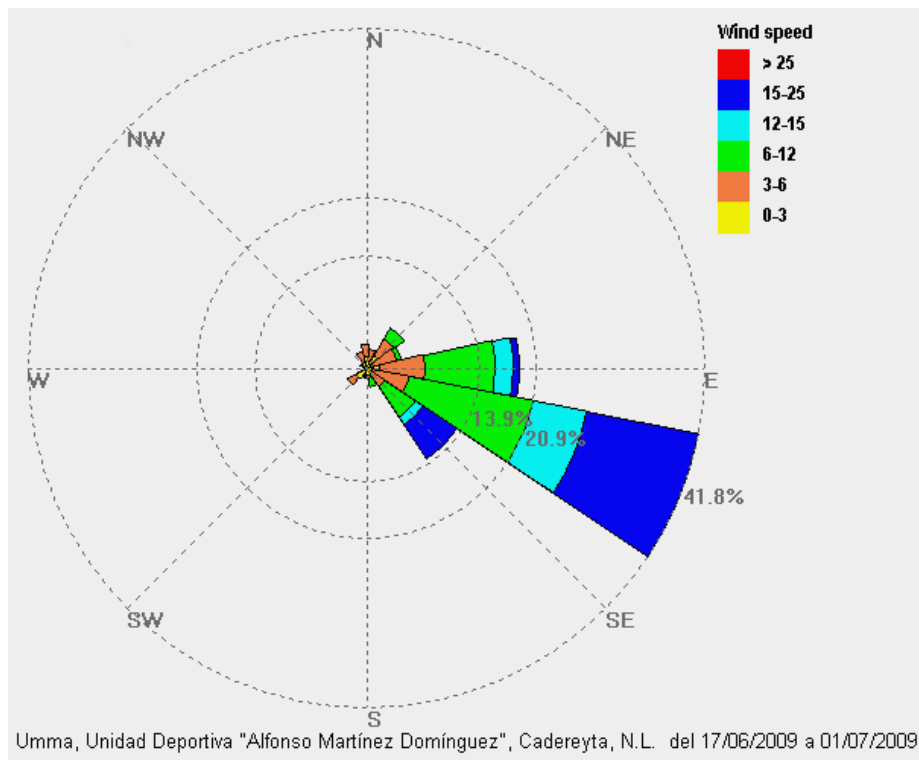 Wind speed
> 25
15-25
12-15
6-12
3-6
0-3
N
NW
NE
W
E
13.9%
20.9%
41.8%
SW
SE
S
Umma, Unidad Deportiva "Alfonso Martínez Domínguez", Cadereyta, N.L. del 17/06/2009 a 01/07/2009